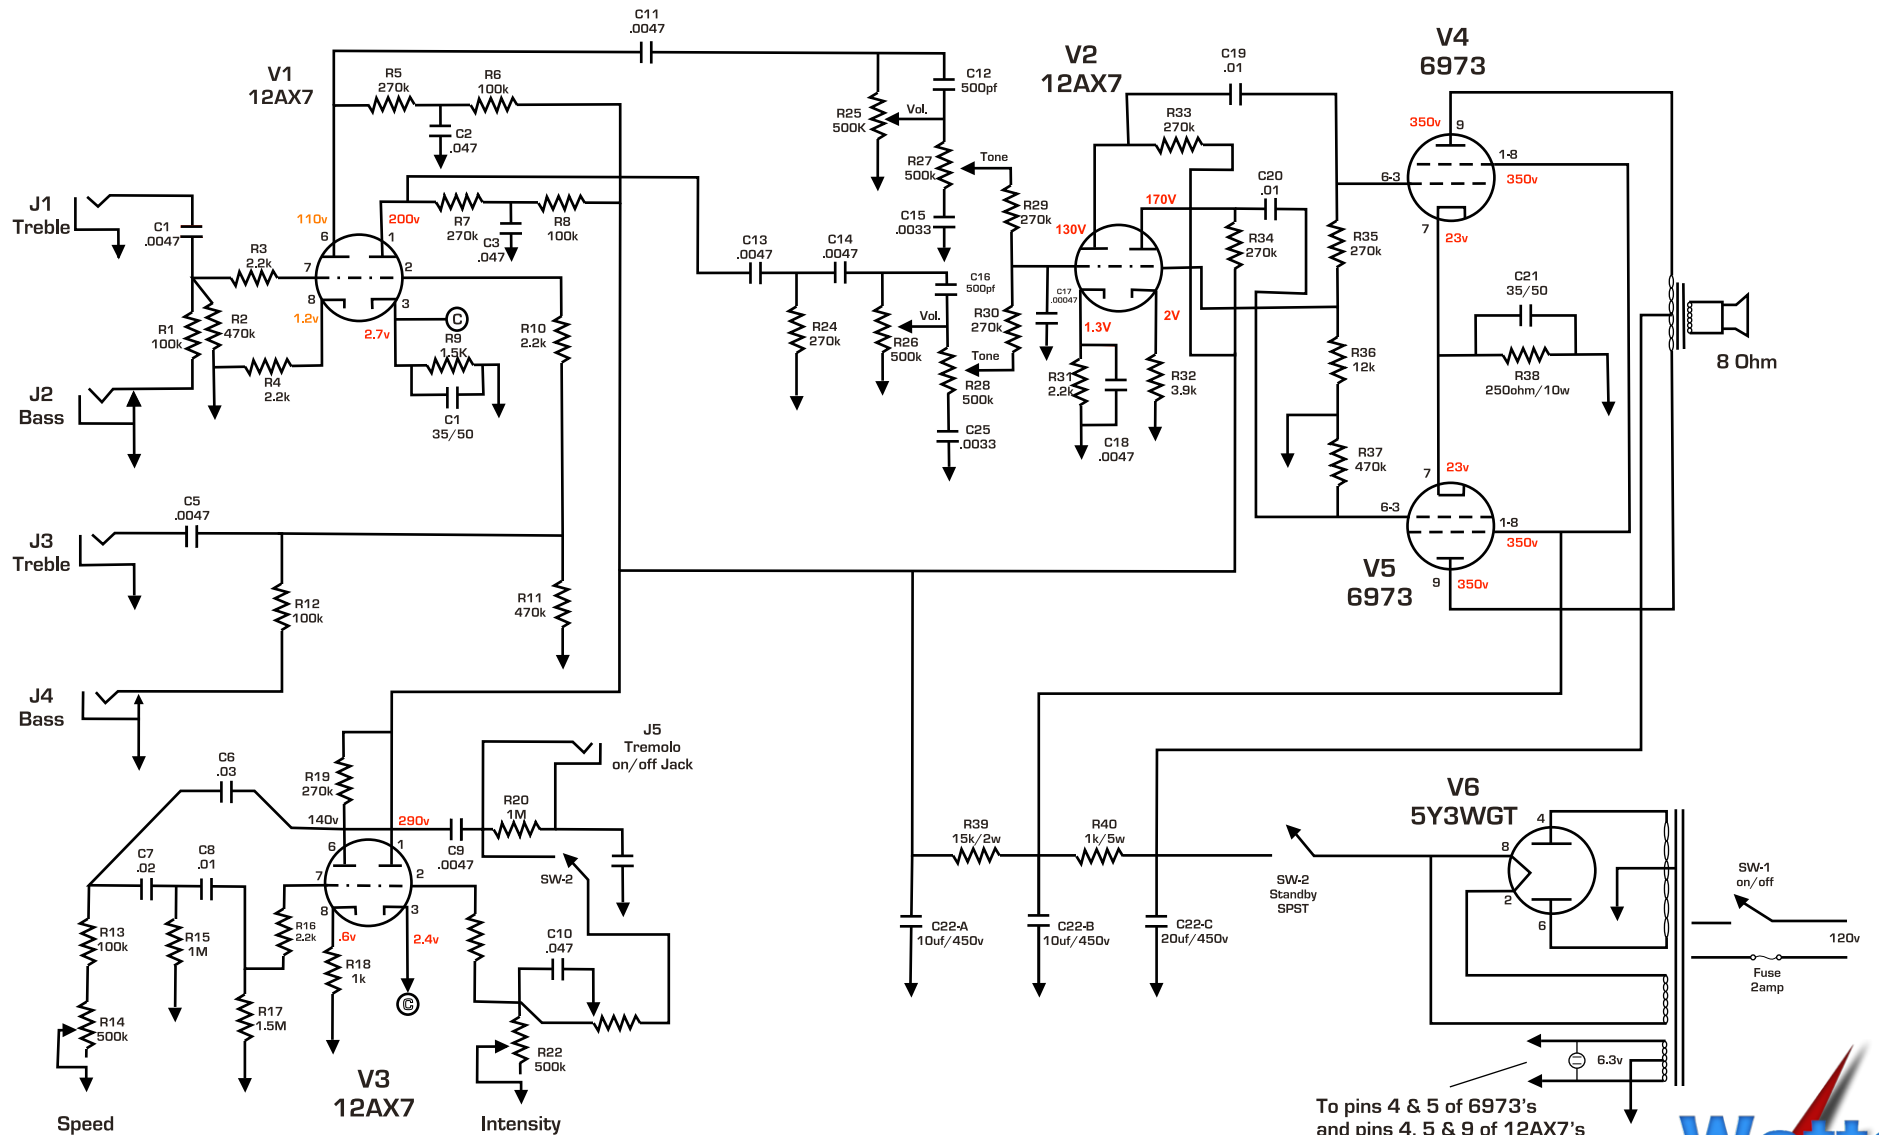 C11
.0047
V1
12AX7
R5
270k
R6
100k
C2
.047
R25
500K
Vol.
C12
500pf
V2
12AX7
C19
.01
V4
6973
350v
9
1-8
350v
6-3
7
23v
R33
270k
R27
500k
Tone
J1
Treble
C1
.0047
110v
6
200v
1
R7
270k
C3
.047
R8
100k
C15
.0033
R29
270k
170V
C20
.01
130V
R34
270k
R35
270k
R3
2.2k
7
2
8
3
1.2v
2.7v
C
C13
.0047
C14
.0047
C16
500pf
C17
.00047
R1
100k
R2
470k
R4
2.2k
R9
1.5K
C1
35/50
R10
2.2k
R24
270k
R26
500k
Vol.
R30
270k
Tone
R28
500k
C25
.0033
1.3V
2V
R31
2.2k
R32
3.9k
C18
.0047
R36
12k
R37
470k
C21
35/50
R38
250ohm/10w
8 Ohm
J2
Bass
7
23v
6-3
1-8
350v
V5
6973
9
350v
J3
Treble
C5
.0047
R12
100k
R11
470k
J4
Bass
J5
Tremolo
on/off Jack
C6
.03
R19
270k
140v
290v
6
1
R20
1M
C9
.0047
SW-2
C7
.02
C8
.01
7
2
8
3
.6v
2.4v
R13
100k
R15
1M
R16
2.2k
R18
1k
C
C10
.047
R14
500k
R17
1.5M
R22
500k
V3
12AX7
Speed
Intensity
R39
15k/2w
R40
1k/5w
SW-2
Standby
SPST
C22-A
10uf/450v
C22-B
10uf/450v
C22-C
20uf/450v
V6
5Y3WGT
4
8
2
6
SW-1
on/off
120v
Fuse
2amp
6.3v
To pins 4 & 5 of 6973's
and pins 4, 5 & 9 of 12AX7's